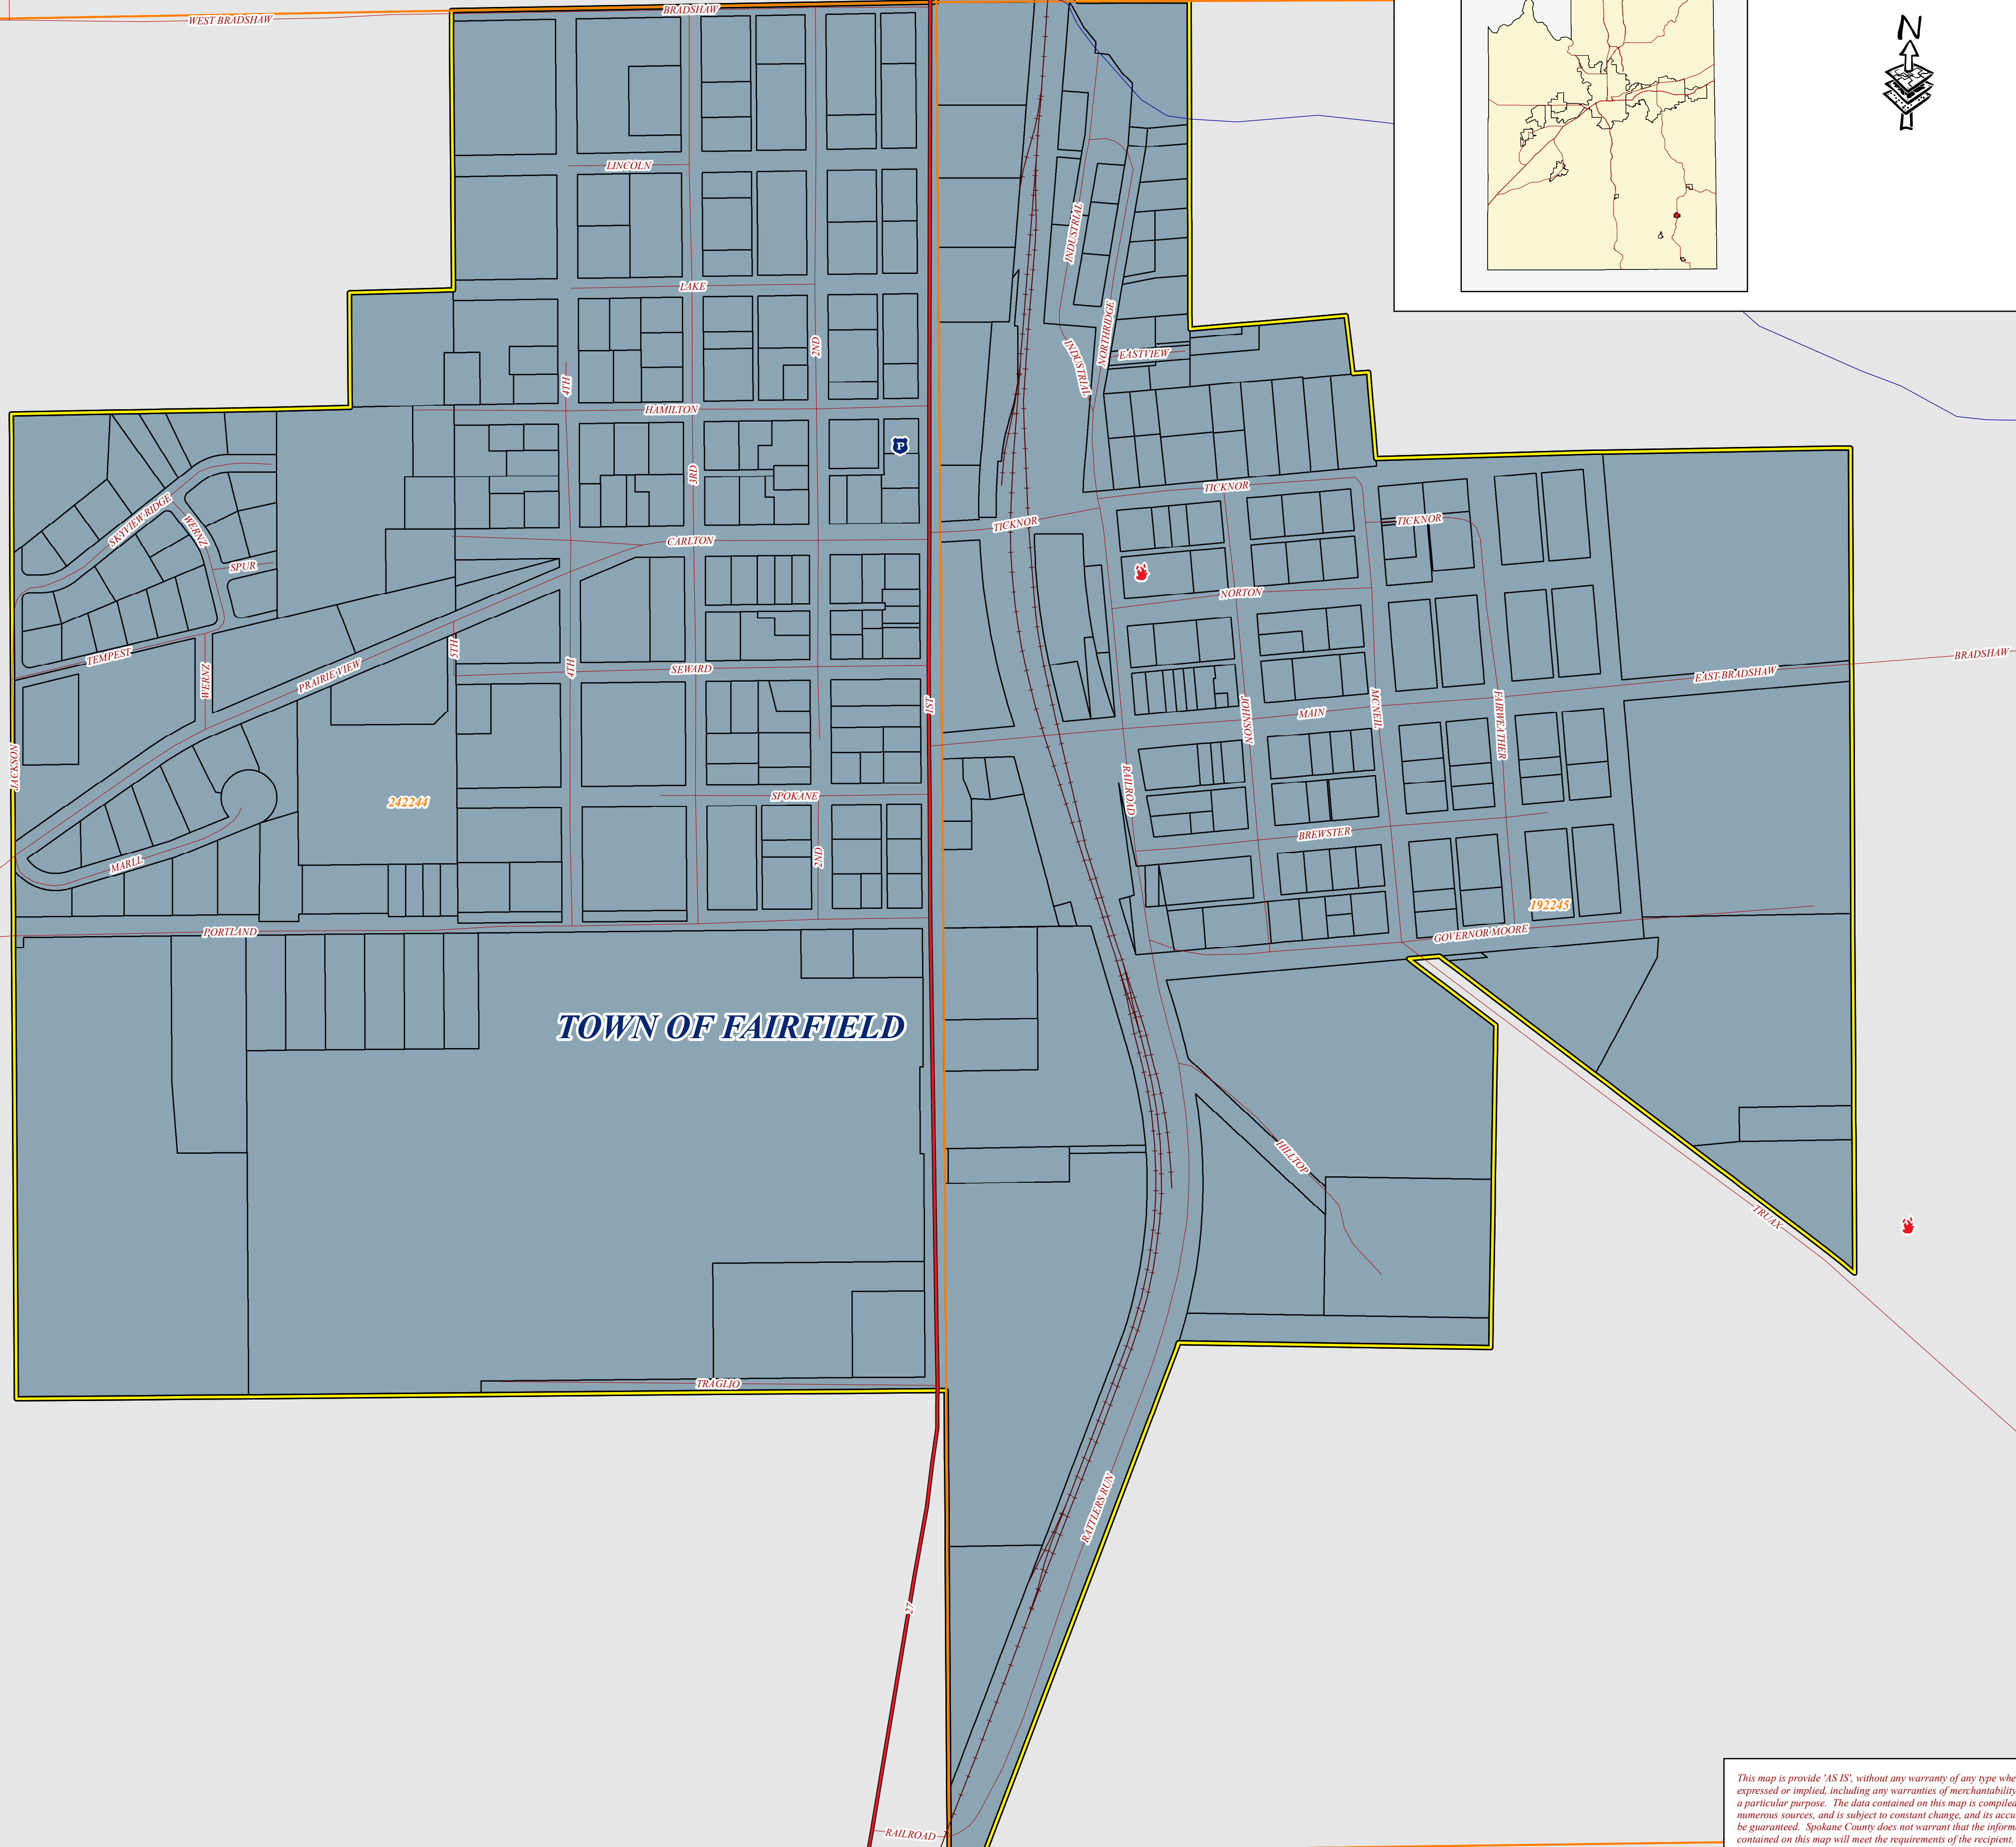 WEST BRADSHAW
BRADSHAW
N
LINCOLN
INDUSTRIAL
LAKE
NORTHRIDGE
2ND
EASTVIEW
INDUSTRIAL
4TH
HAMILTON
P
3RD
TICKNOR
SKYVIEW RIDGE
WERNZ
TICKNOR
TICKNOR
CARLTON
SPUR
NORTON
5TH
TEMPEST
4TH
SEWARD
WERNZ
PRAIRIE VIEW
BRADSHAW
EAST BRADSHAW
1ST
MAIN
JOHNSON
MCNEIL
FAIRWEATHER
JACKSON
RAILROAD
SPOKANE
242244
BREWSTER
2ND
MARLL
192245
PORTLAND
GOVERNOR MOORE
TOWN OF FAIRFIELD
HILLTOP
TRUAX
TRAGLIO
RATTLERS RUN
27
This map is provide 'AS IS', without any warranty of any type whe
expressed or implied, including any warranties of merchantability
a particular purpose. The data contained on this map is compiled
numerous sources, and is subject to constant change, and its accu
be guaranteed. Spokane County does not warrant that the inform
contained on this map will meet the requirements of the recipient.
RAILROAD